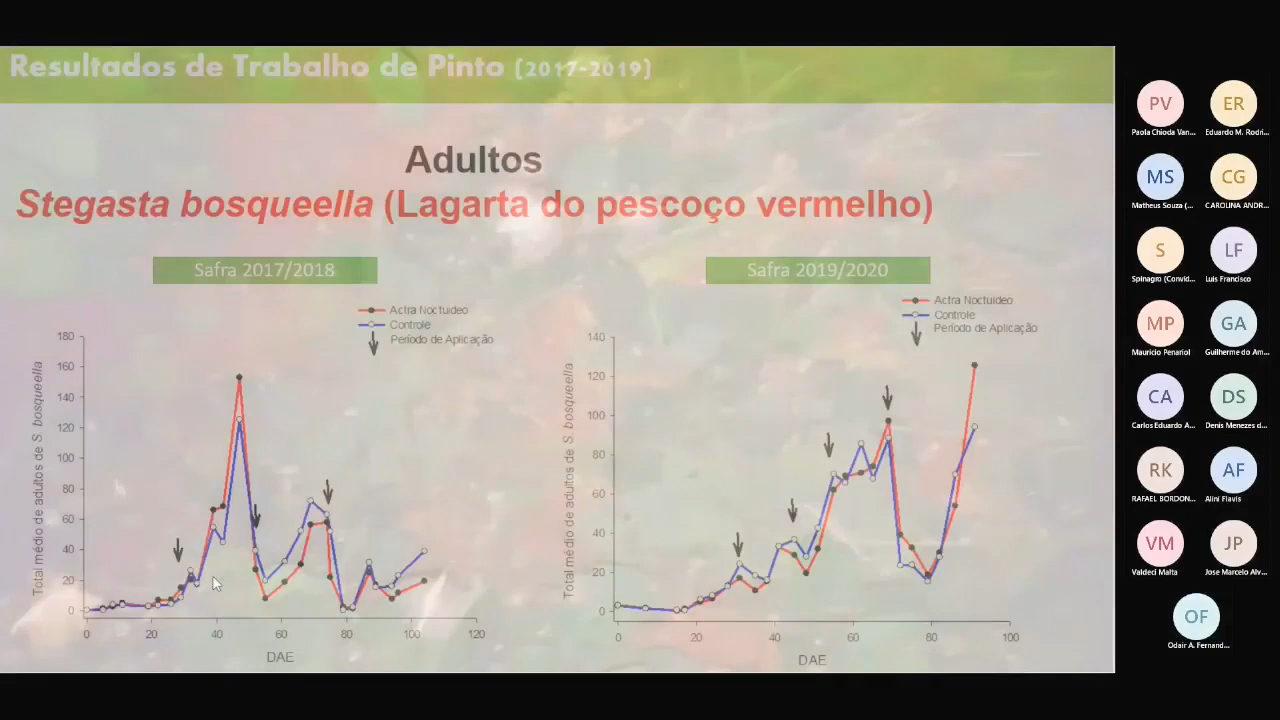 Resultados de Trabalho de Pinto (2017-2019)
Adultos
Stegasta bosqueella (Lagarta do pescoço vermelho)
Safra 2017/2018
Actra Noctuideo
Controle
Período de Aplicação
Total médio de adultos de S. bosqueella
180
160
140
120
100
80
60
40
20
0
0 20 40 60 80 100 120
DAE
Safra 2019/2020
Actra Noctuideo
Controle
Período de Aplicação
Total médio de adultos de S. bosqueella
140
120
100
80
60
40
20
0
0 20 40 60 80 100
DAE
PV ER
Paola Chioda Van... Eduardo M. Rodri...
MS CG
Matheus Souza (... CAROLINA ANDR...
S LF
Spinagro (Convid... Luis Francisco
MP GA
Mauricio Penariol Guilherme do Am...
CA DS
Carlos Eduardo A... Denis Menezes d...
RK AF
RAFAEL BORDON... Alini Flavis
VM JP
Valdeci Malta Jose Marcelo Alv...
OF
Odair A. Fernand...